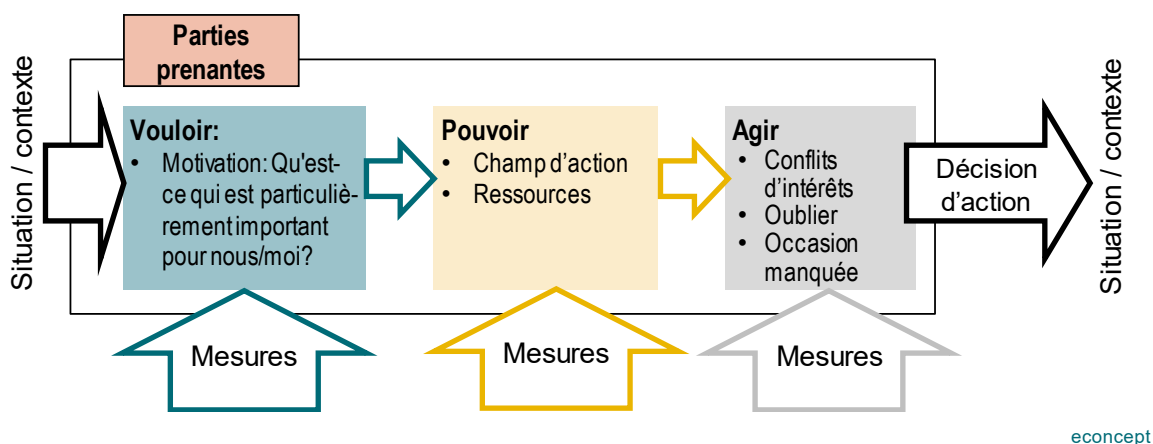 Parties
prenantes
Situation / contexte
Vouloir:
• Motivation: Qu'est-
ce qui est particuliè-
rement important
pour nous/moi?
Pouvoir
• Champ d'action
• Ressources
Agir
• Conflits
d'intérêts
• Oublier
• Occasion
manquée
Décision
d'action
Situation / contexte
Mesures
Mesures
Mesures
econcept